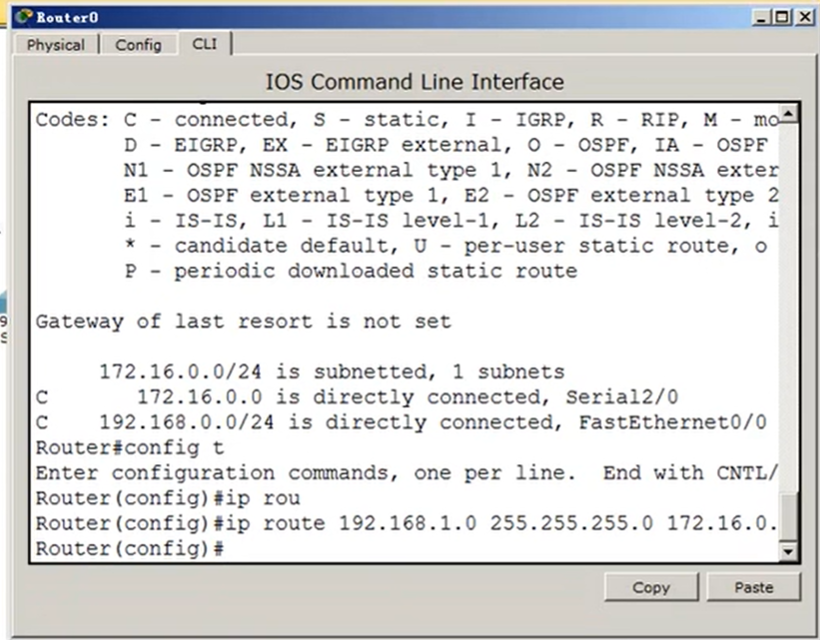 Router0
Physical Config CLI
IOS Command Line Interface
Codes: C - connected, S - static, I - IGRP, R - RIP, M - mo
D - EIGRP, EX - EIGRP external, O - OSPF, IA - OSPF
N1 - OSPF NSSA external type 1, N2 - OSPF NSSA exter
E1 - OSPF external type 1, E2 - OSPF external type 2
i - IS-IS, L1 - IS-IS level-1, L2 - IS-IS level-2, i
* - candidate default, U - per-user static route, o
P - periodic downloaded static route
Gateway of last resort is not set
172.16.0.0/24 is subnetted, 1 subnets
C 172.16.0.0 is directly connected, Serial2/0
C 192.168.0.0/24 is directly connected, FastEthernet0/0
Router#config t
Enter configuration commands, one per line. End with CNTL/
Router(config)#ip rou
Router(config)#ip route 192.168.1.0 255.255.255.0 172.16.0.
Router(config)#
Copy Paste